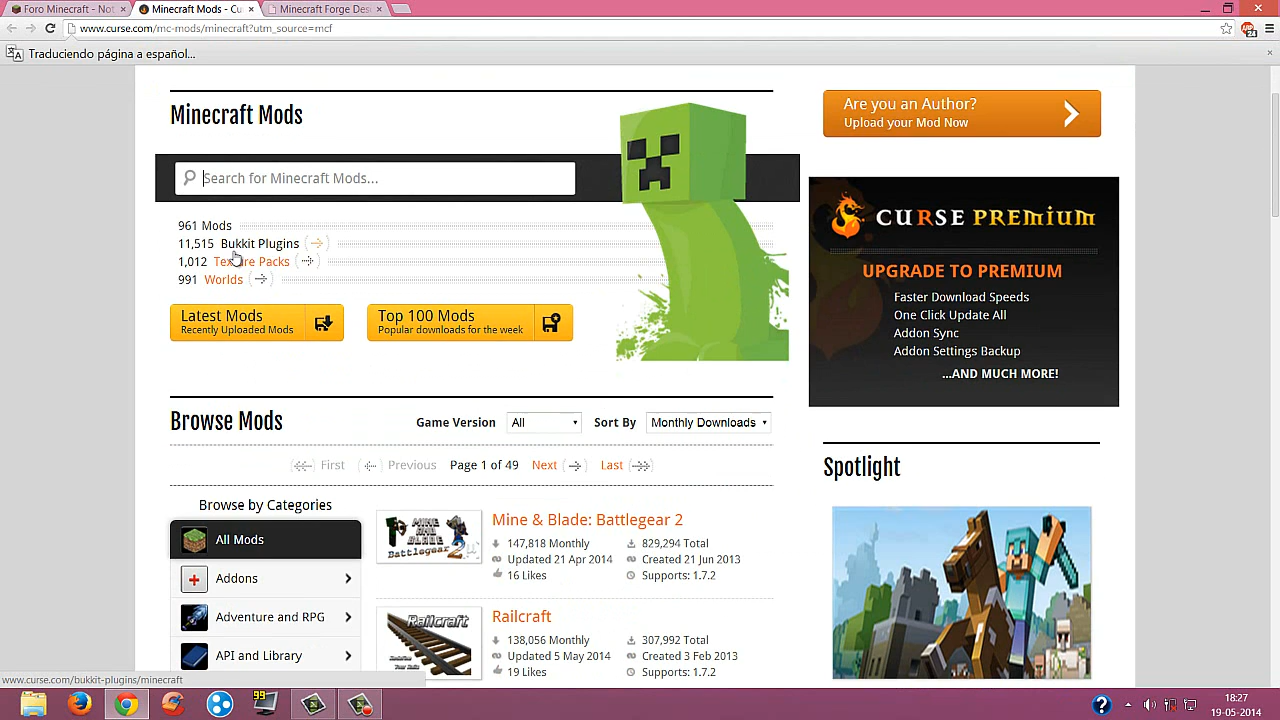 Foro Minecraft - Not
Minecraft Mods - Cu
Minecraft Forge Des
www.curse.com/mc-mods/minecraft?utm_source=mcf
Traduciendo página a español...
Minecraft Mods
Search for Minecraft Mods...
961 Mods
11,515 Bukkit Plugins
1,012 Texture Packs
991 Worlds
Latest Mods
Recently Uploaded Mods
Top 100 Mods
Popular downloads for the week
Are you an Author?
Upload your Mod Now
CURSE PREMIUM
UPGRADE TO PREMIUM
Faster Download Speeds
One Click Update All
Addon Sync
Addon Settings Backup
...AND MUCH MORE!
Browse Mods
Game Version All Sort By Monthly Downloads
First Previous Page 1 of 49 Next Last
Browse by Categories
All Mods
Addons
Adventure and RPG
API and Library
MINE AND BLADE Battlegear 2
Mine & Blade: Battlegear 2
147,818 Monthly 829,294 Total
Updated 21 Apr 2014 Created 21 Jun 2013
16 Likes Supports: 1.7.2
Railcraft
Railcraft
138,056 Monthly 307,992 Total
Updated 5 May 2014 Created 3 Feb 2013
19 Likes Supports: 1.7.2
Spotlight
www.curse.com/bukkit-plugins/minecraft
99
18:27
19-05-2014